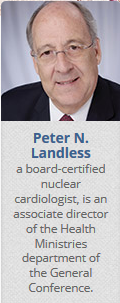 Peter N.
Landless
a board-certified
nuclear
cardiologist, is an
associate director
of the Health
Ministries
department of
the General
Conference.